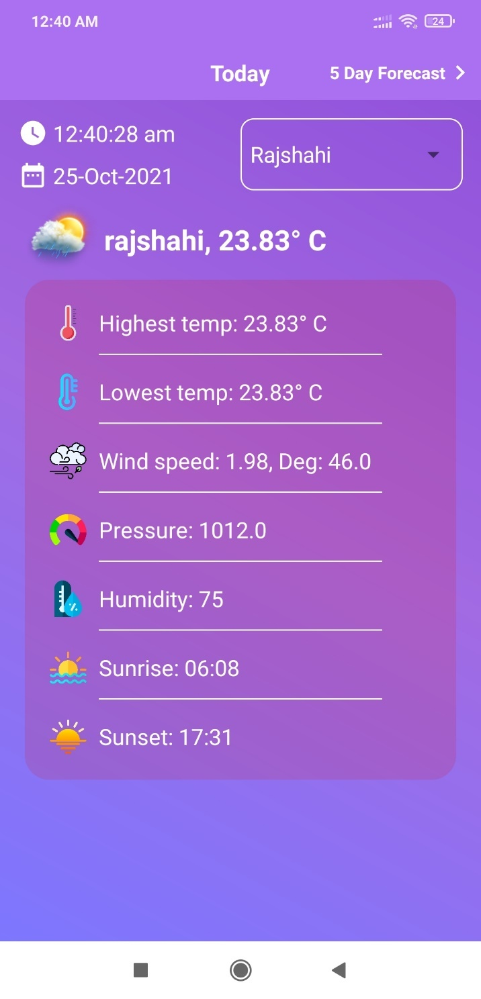 12:40 AM
24
Today
5 Day Forecast
12:40:28 am
Rajshahi
25-Oct-2021
rajshahi, 23.83° C
Highest temp: 23.83° C
Lowest temp: 23.83° C
Wind speed: 1.98, Deg: 46.0
Pressure: 1012.0
Humidity: 75
%
Sunrise: 06:08
Sunset: 17:31